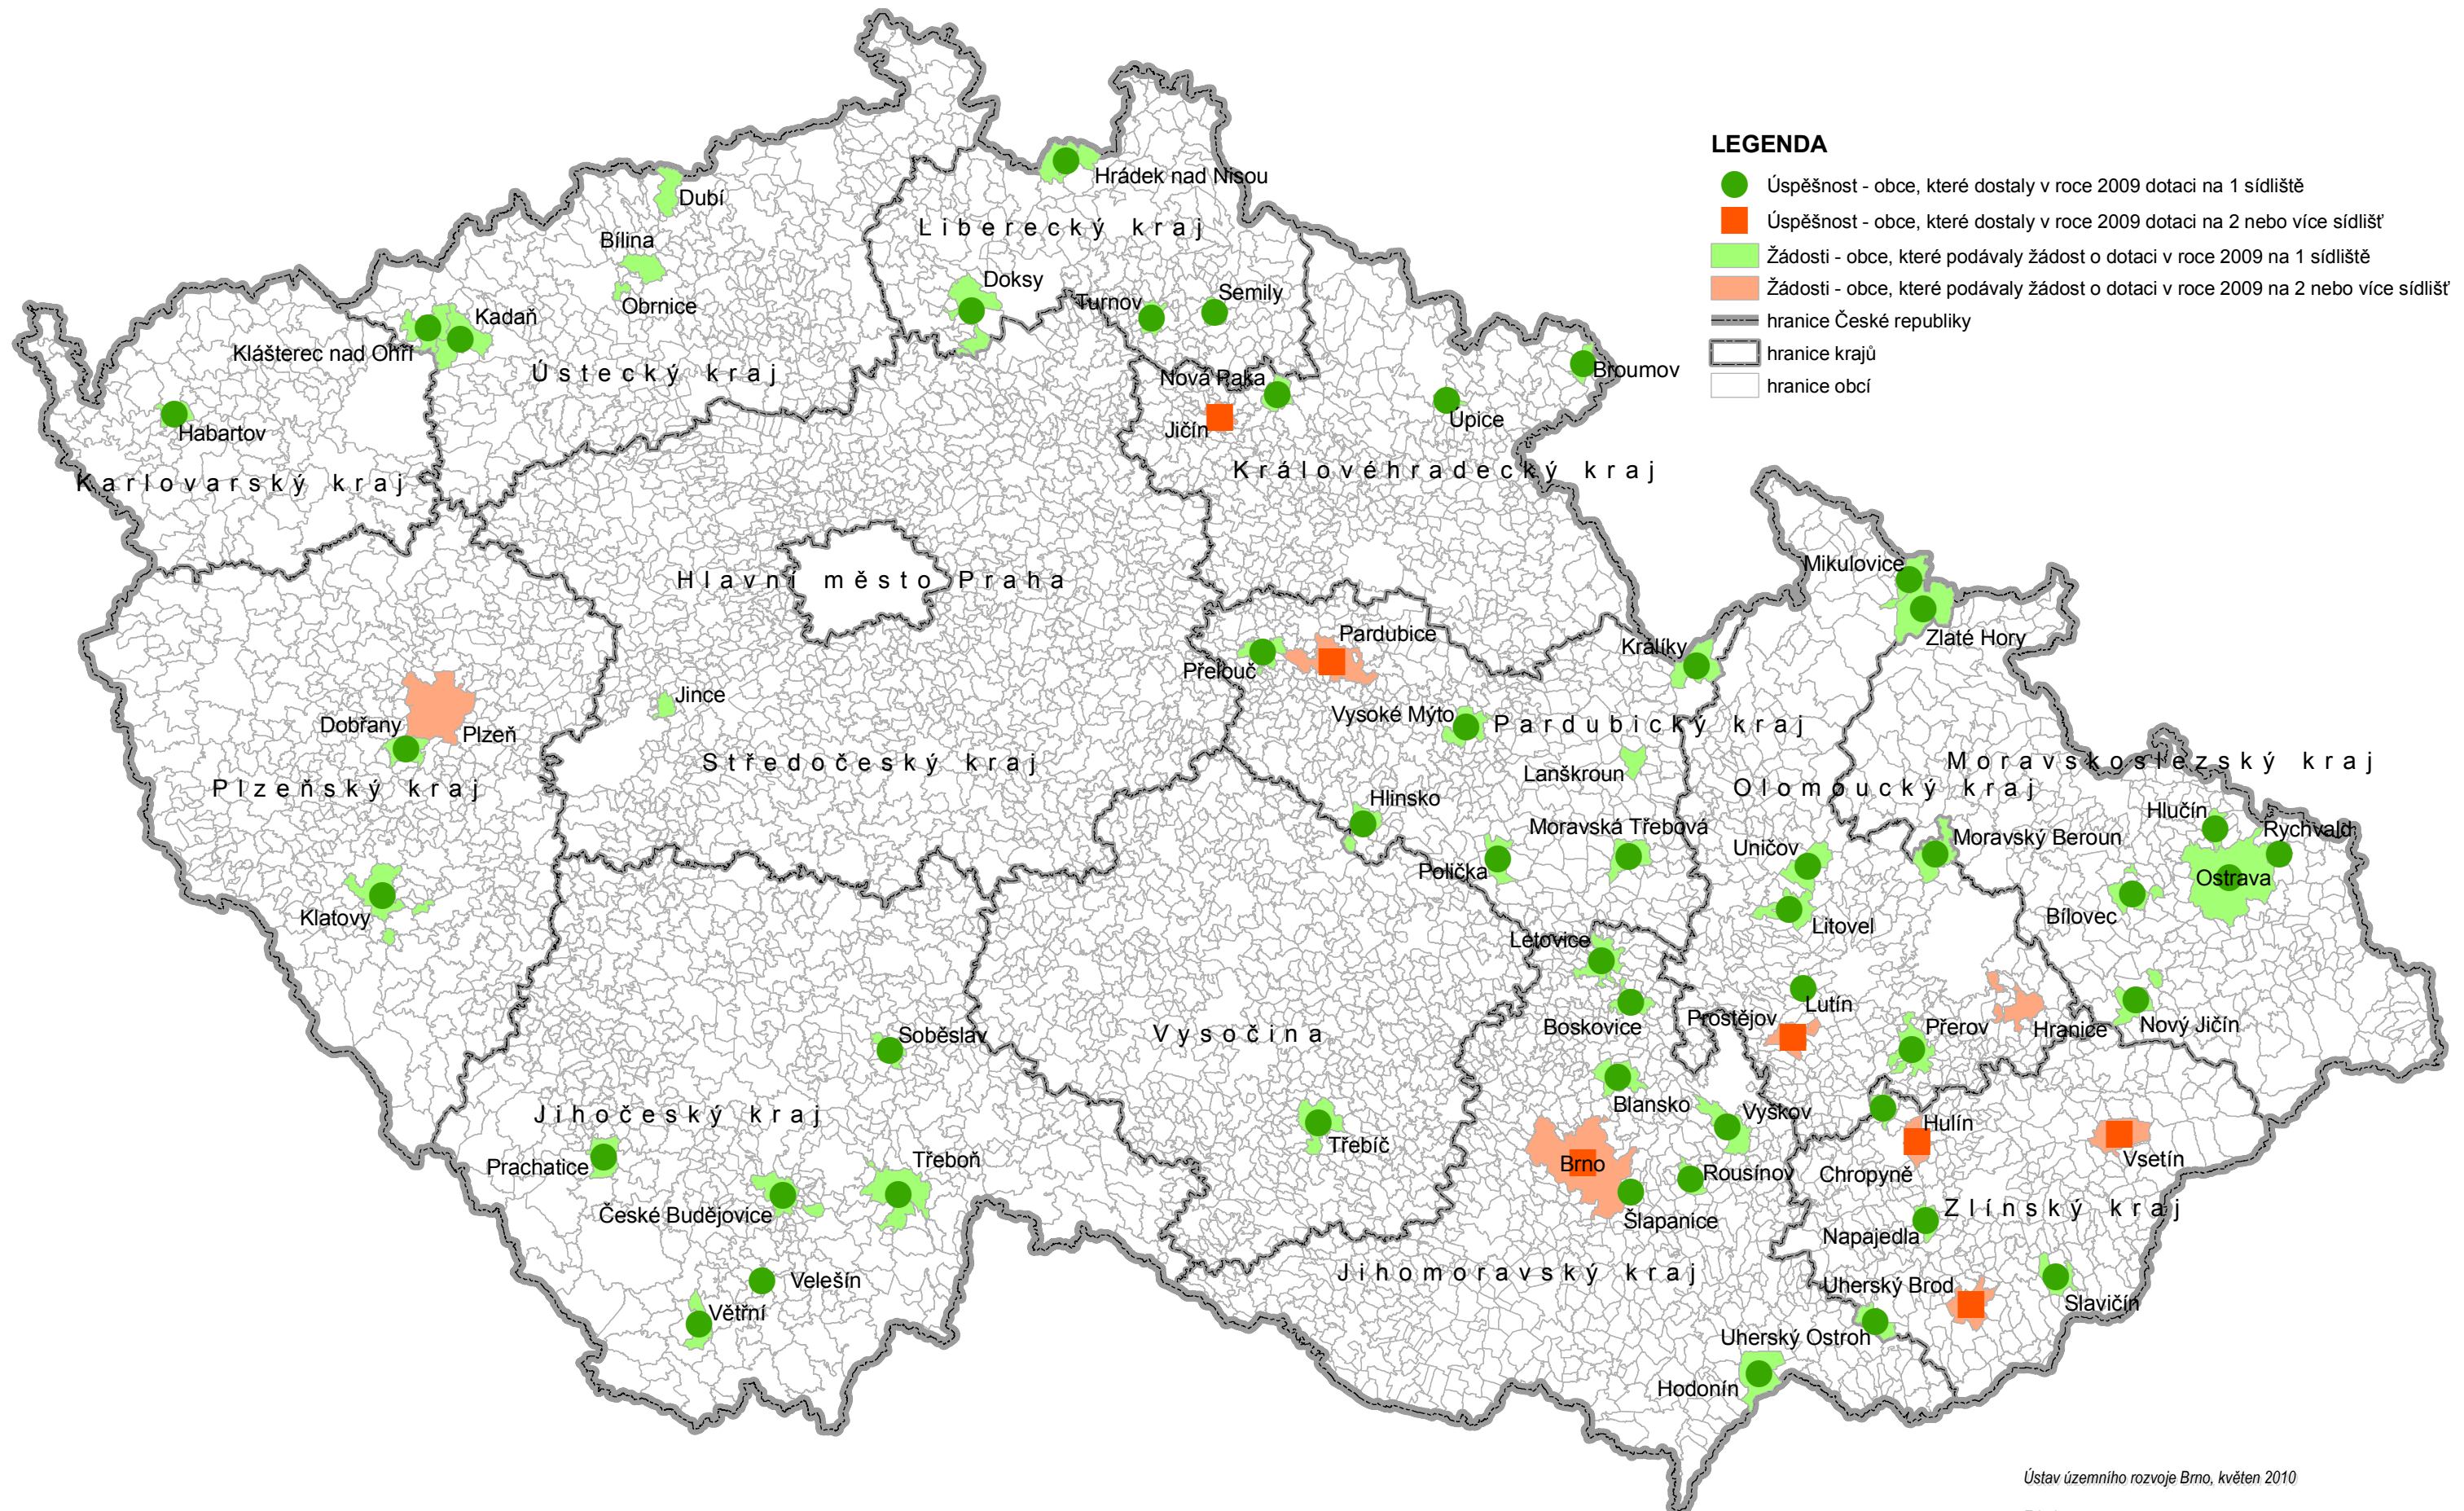 LEGENDA
Úspěšnost - obce, které dostaly v roce 2009 dotaci na 1 sídliště
Úspěšnost - obce, které dostaly v roce 2009 dotaci na 2 nebo více sídlišť
Žádosti - obce, které podávaly žádost o dotaci v roce 2009 na 1 sídliště
Žádosti - obce, které podávaly žádost o dotaci v roce 2009 na 2 nebo více sídlišť
hranice České republiky
hranice krajů
hranice obcí
Hrádek nad Nisou
Dubí
Liberecký kraj
Bílina
Doksy
Semily
Turnov
Obrnice
Kadaň
Klášterec nad Ohří
Ústecký kraj
Broumov
Nová Paka
Úpice
Jičín
Habartov
Královéhradecký kraj
Karlovarský kraj
Mikulovice
Hlavní město Praha
Zlaté Hory
Pardubice
Králíky
Přelouč
Jince
Vysoké Mýto
Pardubický kraj
Dobřany
Plzeň
Středočeský kraj
Moravskoslezský kraj
Lanškroun
Plzeňský kraj
Olomoucký kraj
Hlinsko
Hlučín
Moravská Třebová
Rychvald
Moravský Beroun
Uničov
Polička
Ostrava
Klatovy
Bílovec
Litovel
Letovice
Lutín
Prostějov
Boskovice
Nový Jičín
Přerov
Hranice
Soběslav
Vysočina
Blansko
Jihočeský kraj
Vyškov
Hulín
Třebíč
Vsetín
Třeboň
Prachatice
Brno
Rousínov
Chropyně
Šlapanice
České Budějovice
Zlínský kraj
Napajedla
Jihomoravský kraj
Velešín
Uherský Brod
Slavičín
Větřní
Uherský Ostroh
Hodonín
Ústav územního rozvoje Brno, květen 2010